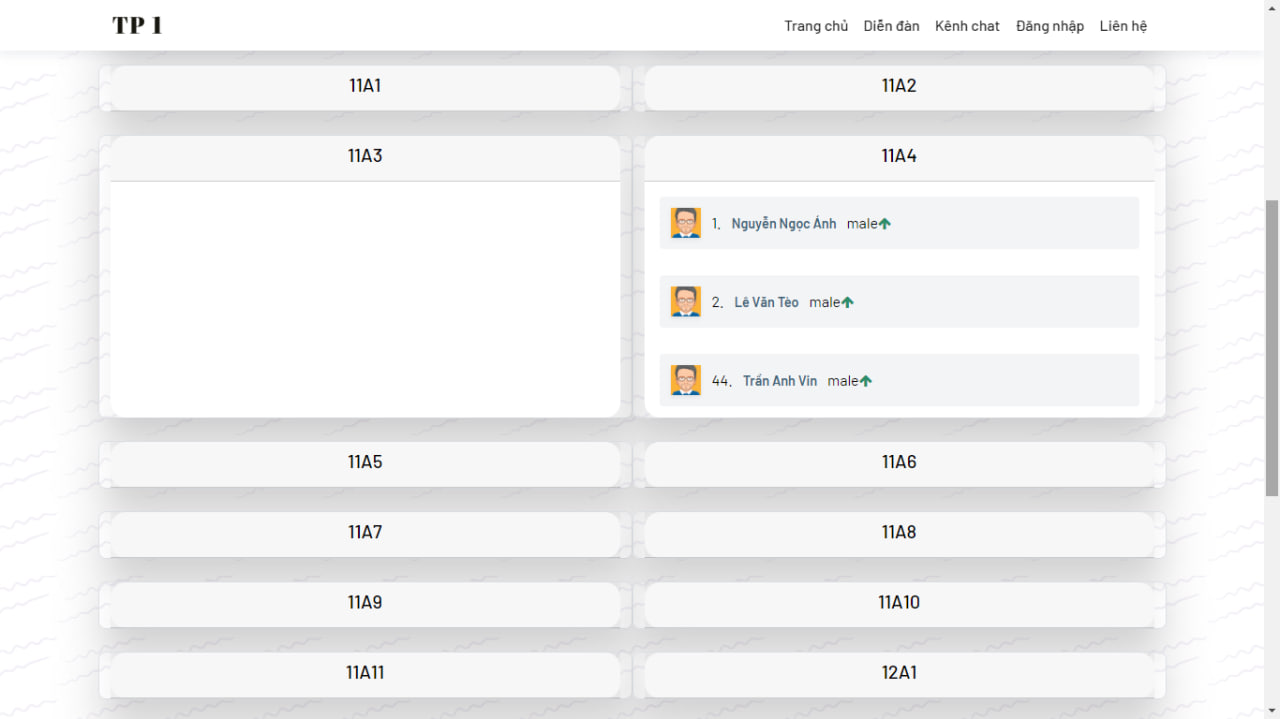 TP 1
Trang chủ Diễn đàn Kênh chat Đăng nhập Liên hệ
11A1
11A2
11A3
11A4
1. Nguyễn Ngọc Ánh male
2. Lê Văn Tèo male
44. Trần Anh Vin male
11A5
11A6
11A7
11A8
11A9
11A10
11A11
12A1